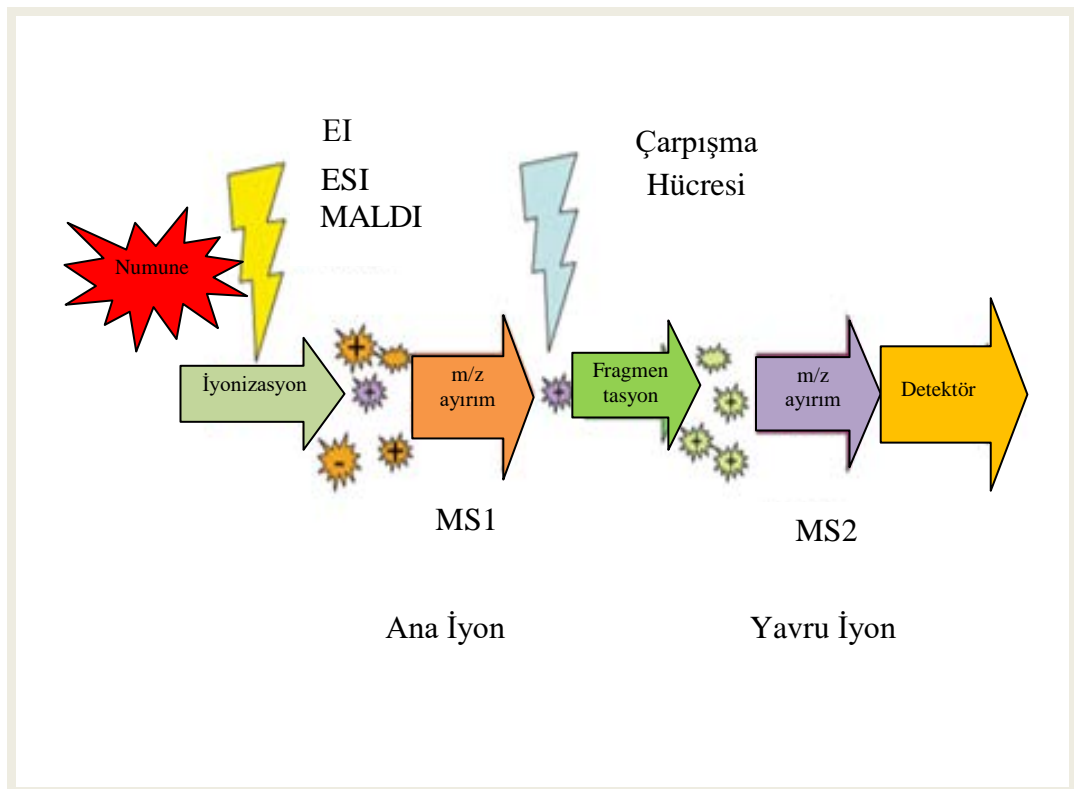 EI
ESI
MALDI
Çarpışma
Hücresi
Numune
İyonizasyon
+
+
+
-
m/z
ayırım
+
Fragmen
tasyon
+
+
+
m/z
ayırım
Detektör
MS1
MS2
Ana İyon
Yavru İyon